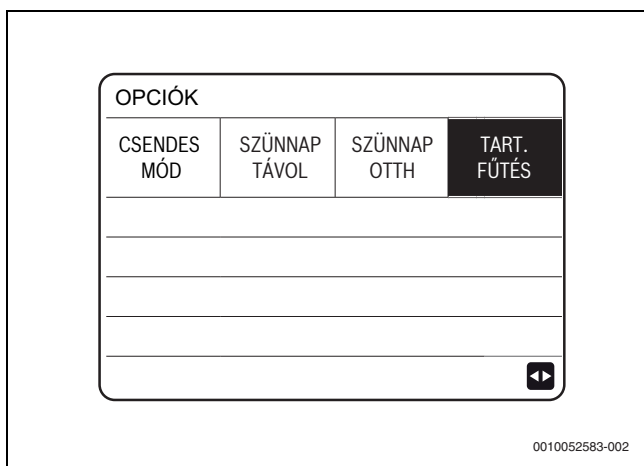 OPCIÓK
CSENDES MÓD
SZÜNNAP TÁVOL
SZÜNNAP OTTH
TART. FŰTÉS
0010052583-002